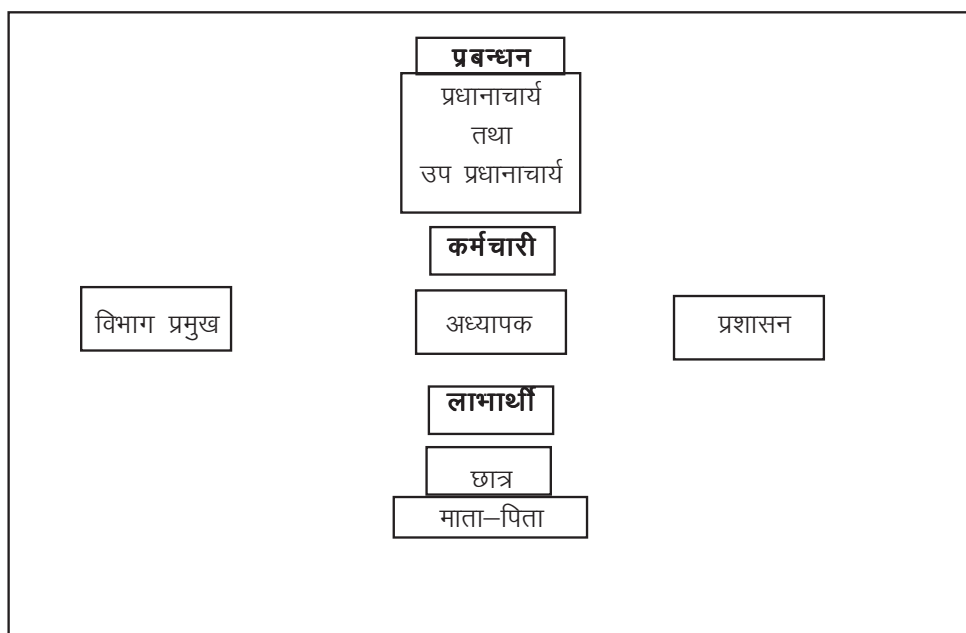 प्रबन्धन
प्रधानाचार्य
तथा
उप प्रधानाचार्य
कर्मचारी
विभाग प्रमुख
अध्यापक
प्रशासन
लाभार्थी
छात्र
माता–पिता